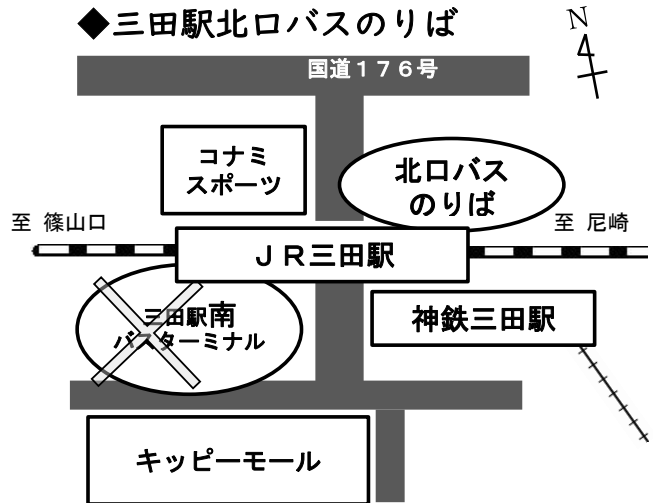 ◆三田駅北口バスのりば
N
国道１７６号
コナミ
スポーツ
北口バス
のりば
至 篠山口
至 尼崎
ＪＲ三田駅
三田駅南
バスターミナル
神鉄三田駅
キッピーモール